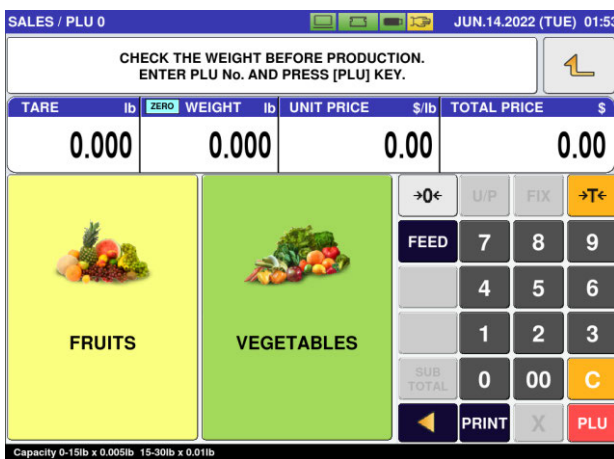 SALES / PLU 0 JUN.14.2022 (TUE) 01:53
CHECK THE WEIGHT BEFORE PRODUCTION.
ENTER PLU No. AND PRESS [PLU] KEY.
TARE lb ZERO WEIGHT lb UNIT PRICE $/lb TOTAL PRICE $
0.000 0.000 0.00 0.00
→0← U/P FIX →T←
FEED 7 8 9
4 5 6
FRUITS VEGETABLES 1 2 3
SUB TOTAL 0 00 C
PRINT X PLU
Capacity 0-15lb x 0.005lb 15-30lb x 0.01lb